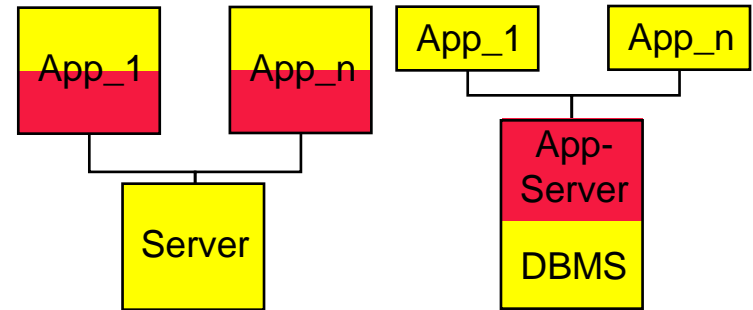 App_1
App_n
Server
App_1
App_n
App-
Server
DBMS